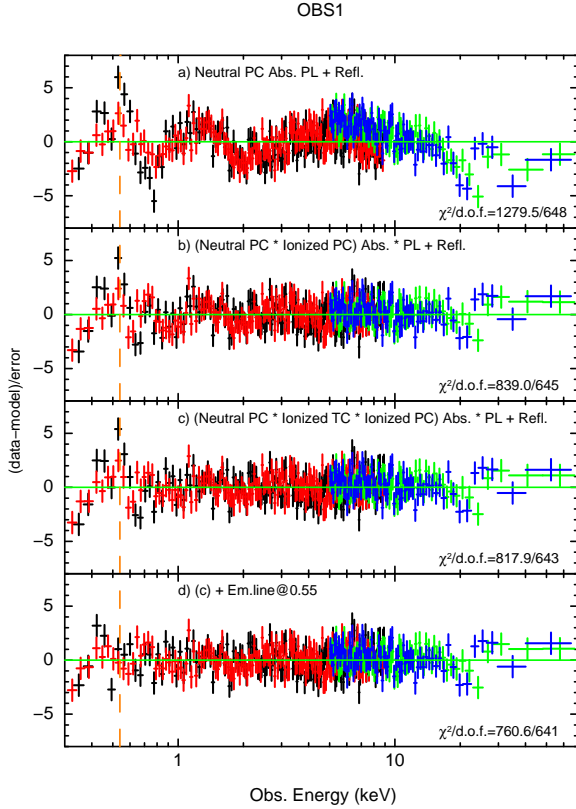 OBS1
a) Neutral PC Abs. PL + Refl.
5
0
−5
χ²/d.o.f.=1279.5/648
b) (Neutral PC * Ionized PC) Abs. * PL + Refl.
5
0
−5
χ²/d.o.f.=839.0/645
(data−model)/error
c) (Neutral PC * Ionized TC * Ionized PC) Abs. * PL + Refl.
5
0
−5
χ²/d.o.f.=817.9/643
d) (c) + Em.line@0.55
5
0
−5
χ²/d.o.f.=760.6/641
1 10
Obs. Energy (keV)